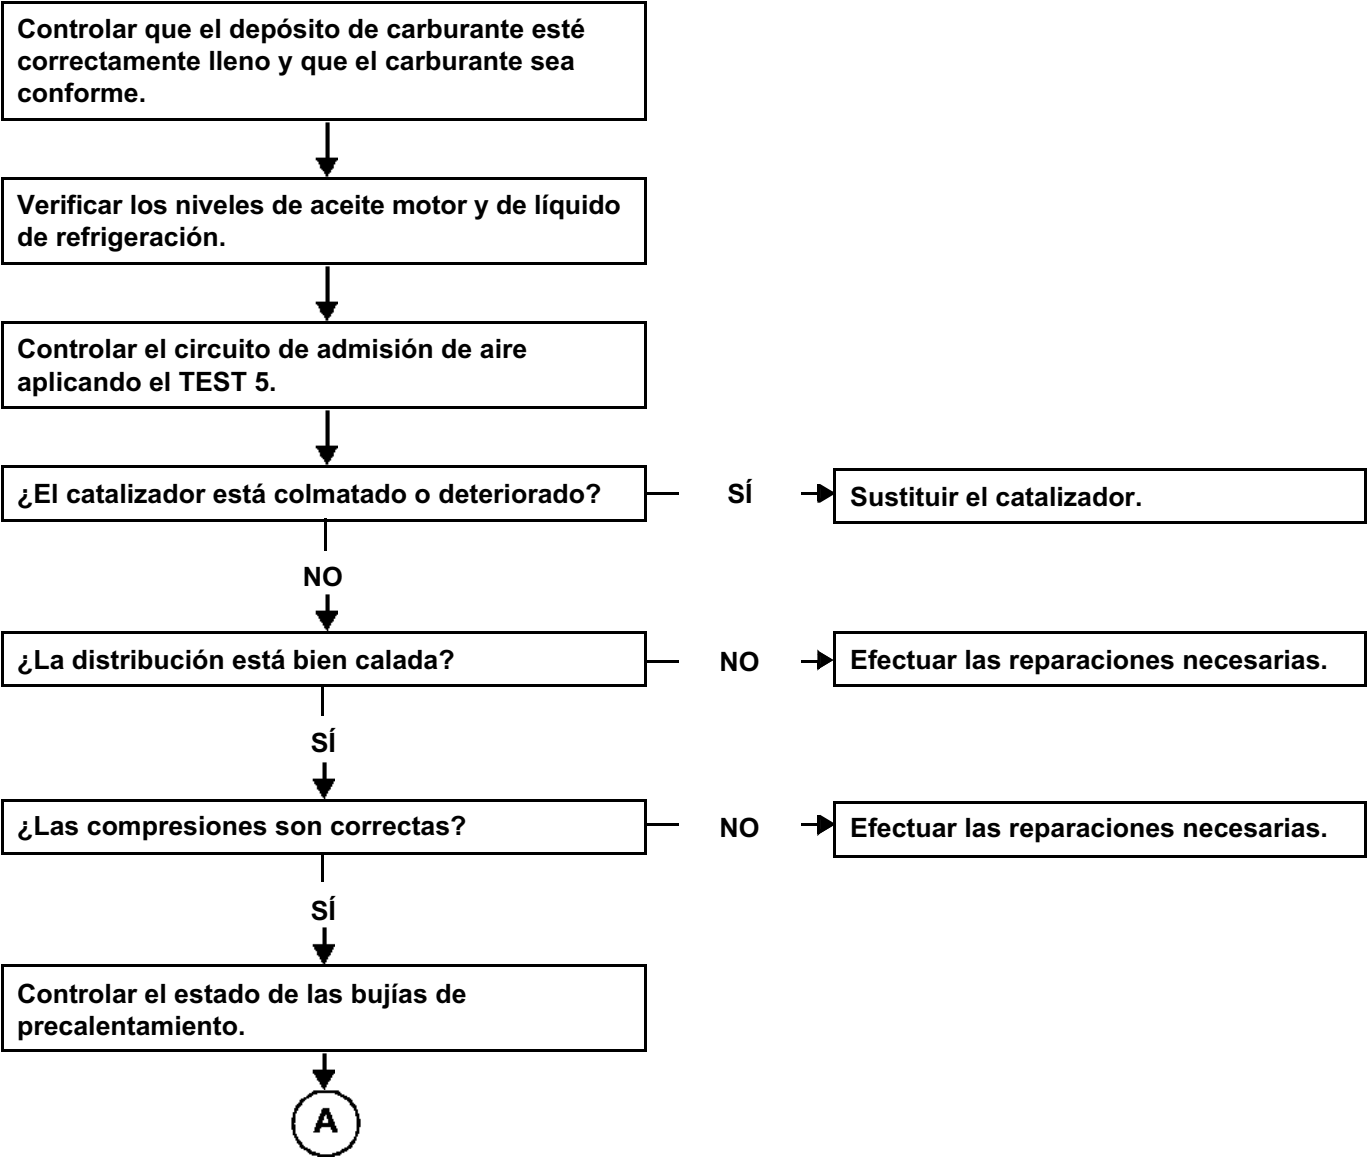 Controlar que el depósito de carburante esté
correctamente lleno y que el carburante sea
conforme.
Verificar los niveles de aceite motor y de líquido
de refrigeración.
Controlar el circuito de admisión de aire
aplicando el TEST 5.
¿El catalizador está colmatado o deteriorado?
SÍ
Sustituir el catalizador.
NO
¿La distribución está bien calada?
NO
Efectuar las reparaciones necesarias.
SÍ
¿Las compresiones son correctas?
NO
Efectuar las reparaciones necesarias.
SÍ
Controlar el estado de las bujías de
precalentamiento.
A